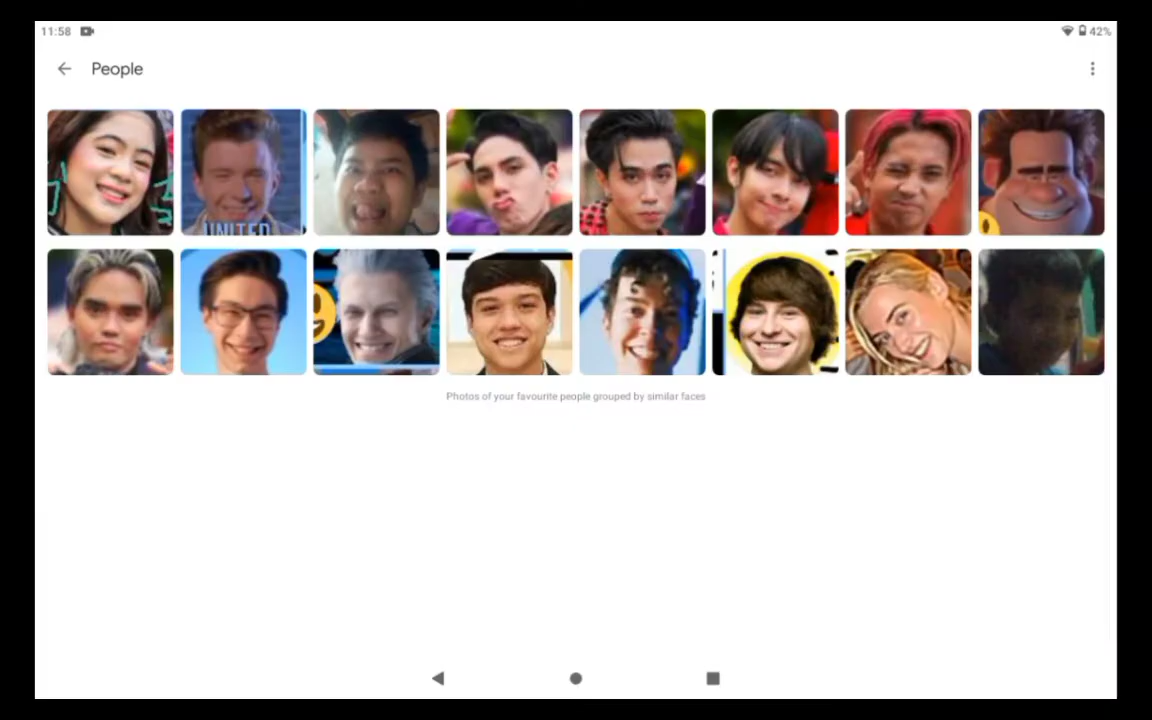 11:58
42%
People
UNITED
Photos of your favourite people grouped by similar faces